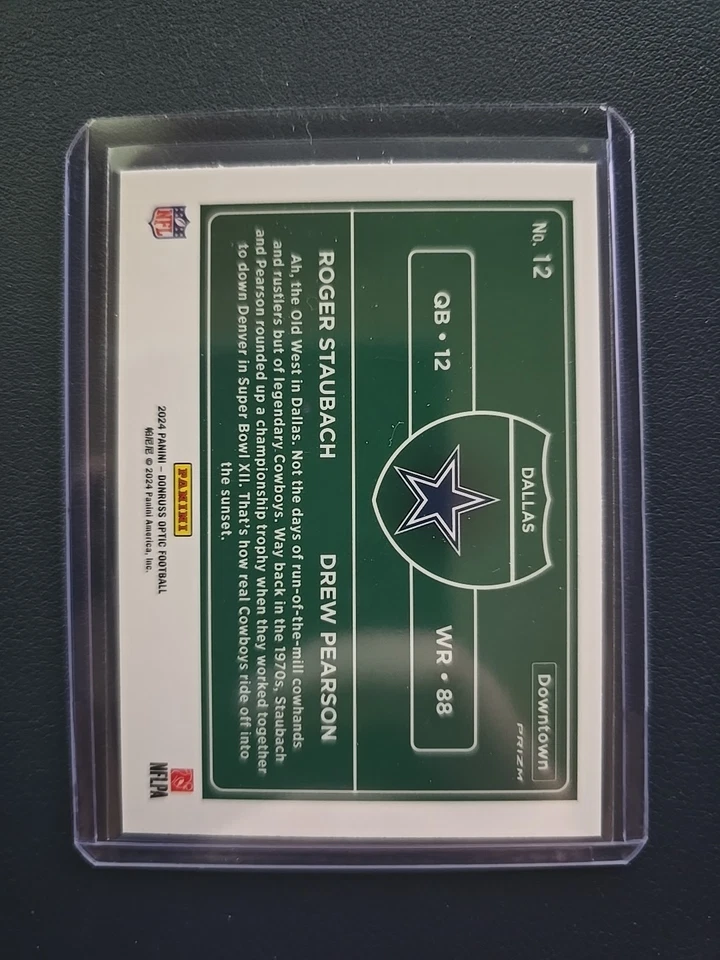 No. 12
Downtown
PRIZM
DALLAS
QB • 12
WR • 88
ROGER STAUBACH
DREW PEARSON
Ah, the Old West in Dallas. Not the days of run-of-the-mill cowhands
and rustlers but of legendary Cowboys. Way back in the 1970s, Staubach
and Pearson rounded up a championship trophy when they worked together
to down Denver in Super Bowl XII. That's how real Cowboys ride off into
the sunset.
NFL
PANINI
NFLPA
2024 PANINI – DONRUSS OPTIC FOOTBALL
帕尼尼 © 2024 Panini America, Inc.